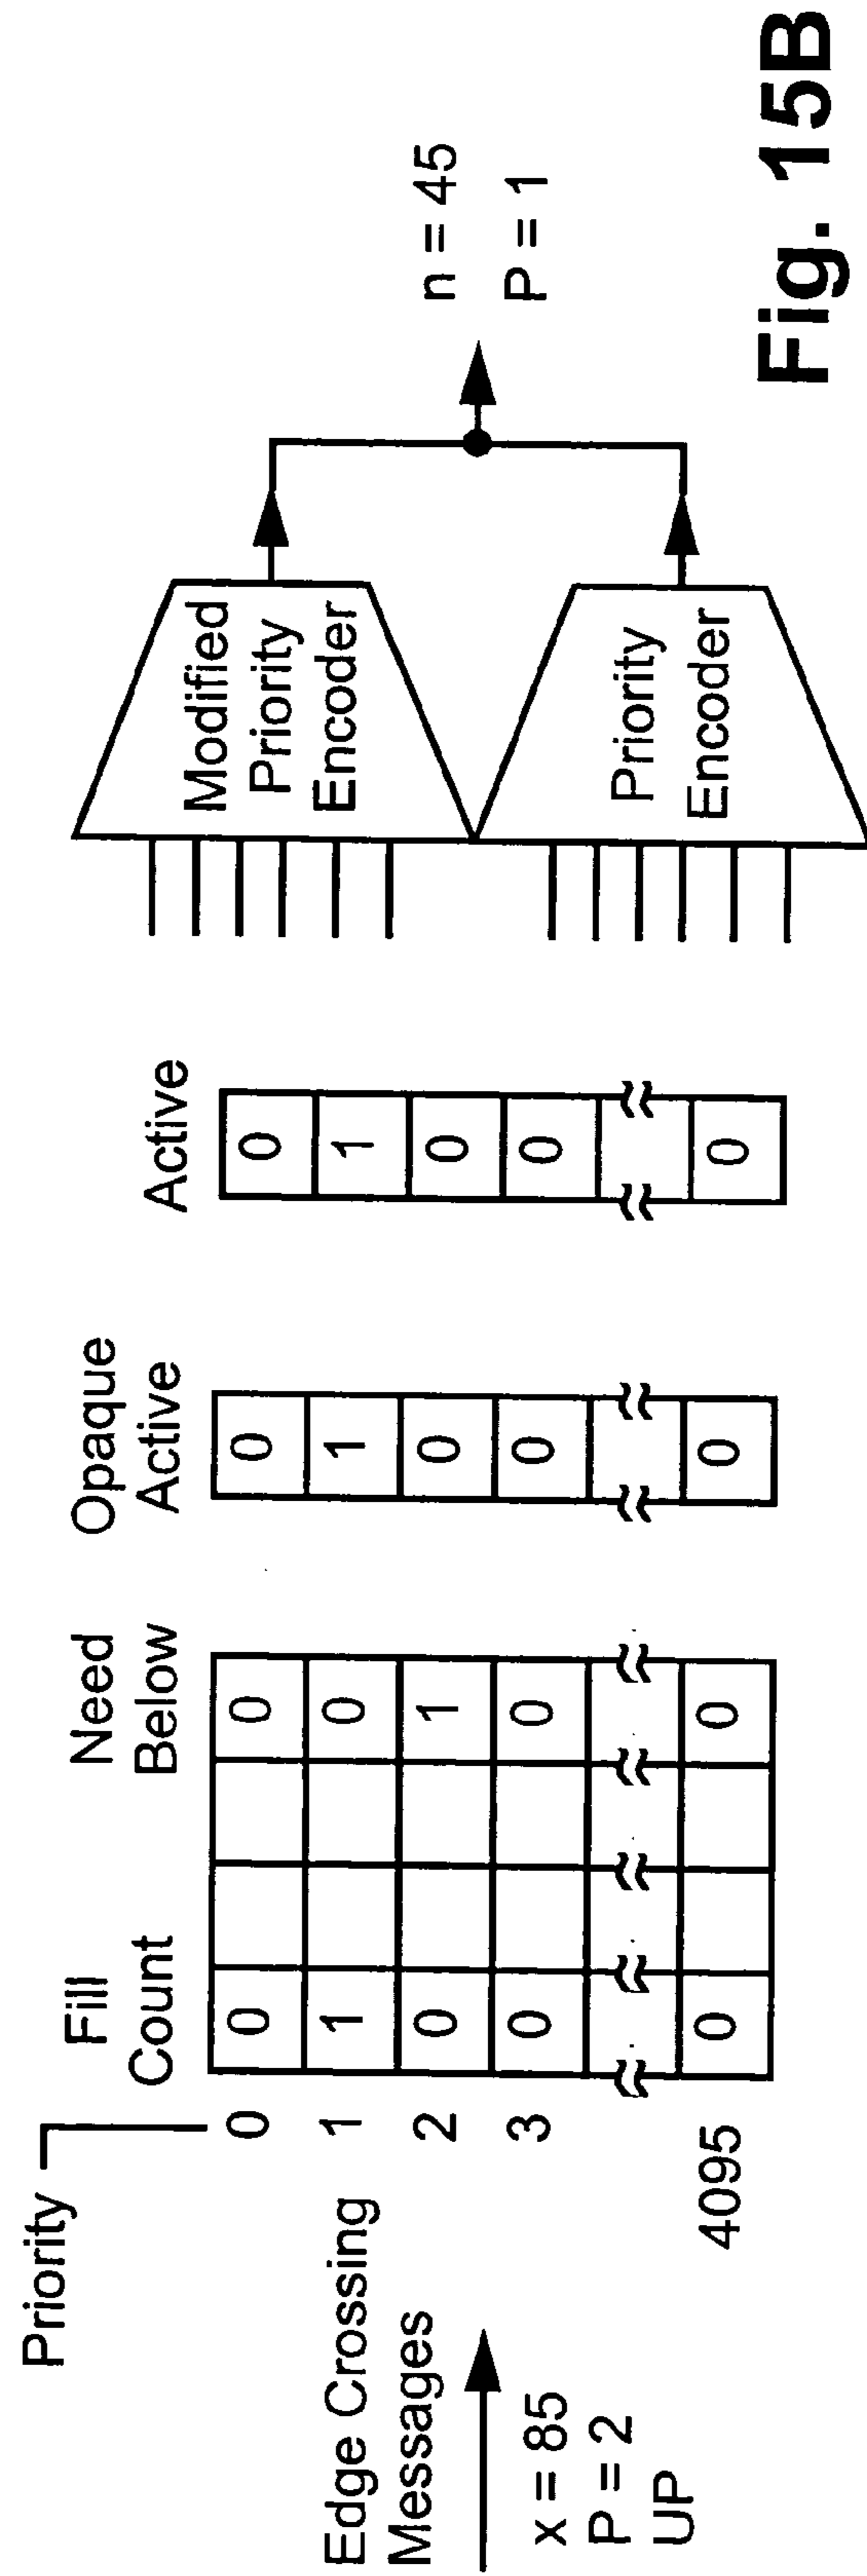 Priority
Fill
Count
Need
Below
Opaque
Active
Active
Edge Crossing
Messages
x = 85
P = 2
UP
0 0 0 0 0
1 1 0 1 1
2 0 1 0 0
3 0 0 0 0
4095 0 0 0 0
Modified
Priority
Encoder
Priority
Encoder
n = 45
P = 1
Fig. 15B